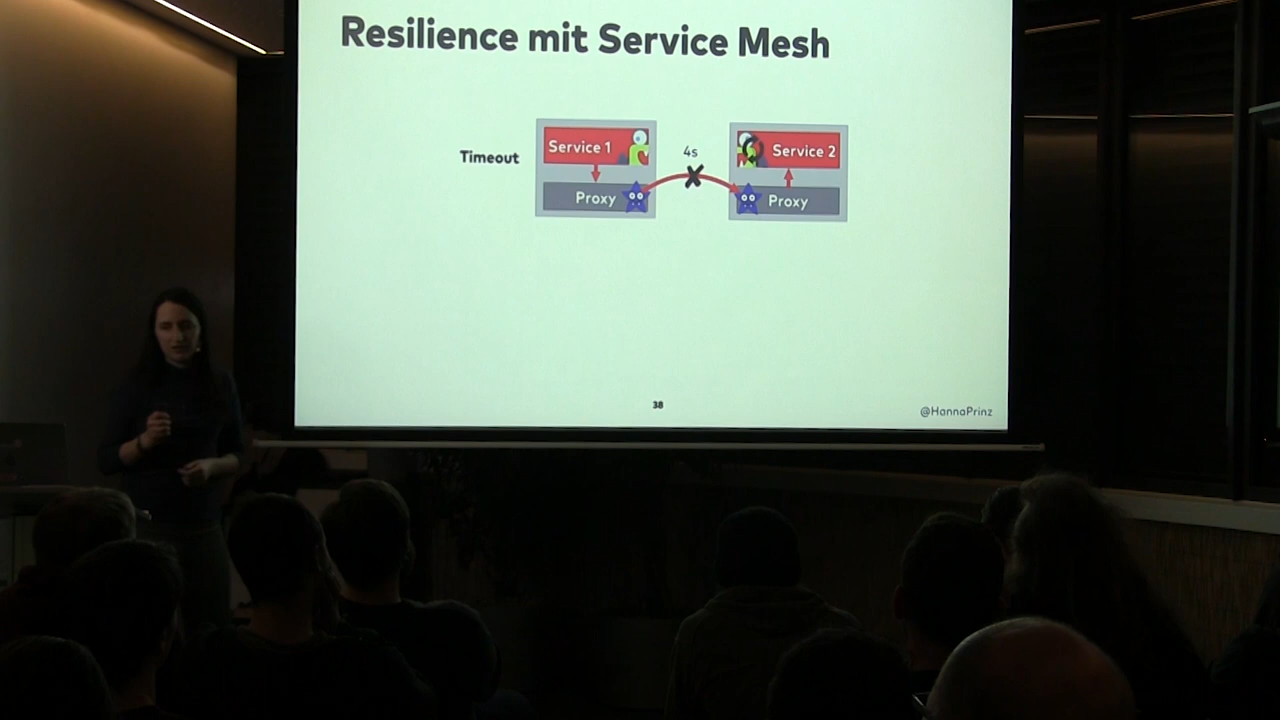 Resilience mit Service Mesh
Timeout
Service 1
4s
Service 2
Proxy
Proxy
38
@HannaPrinz